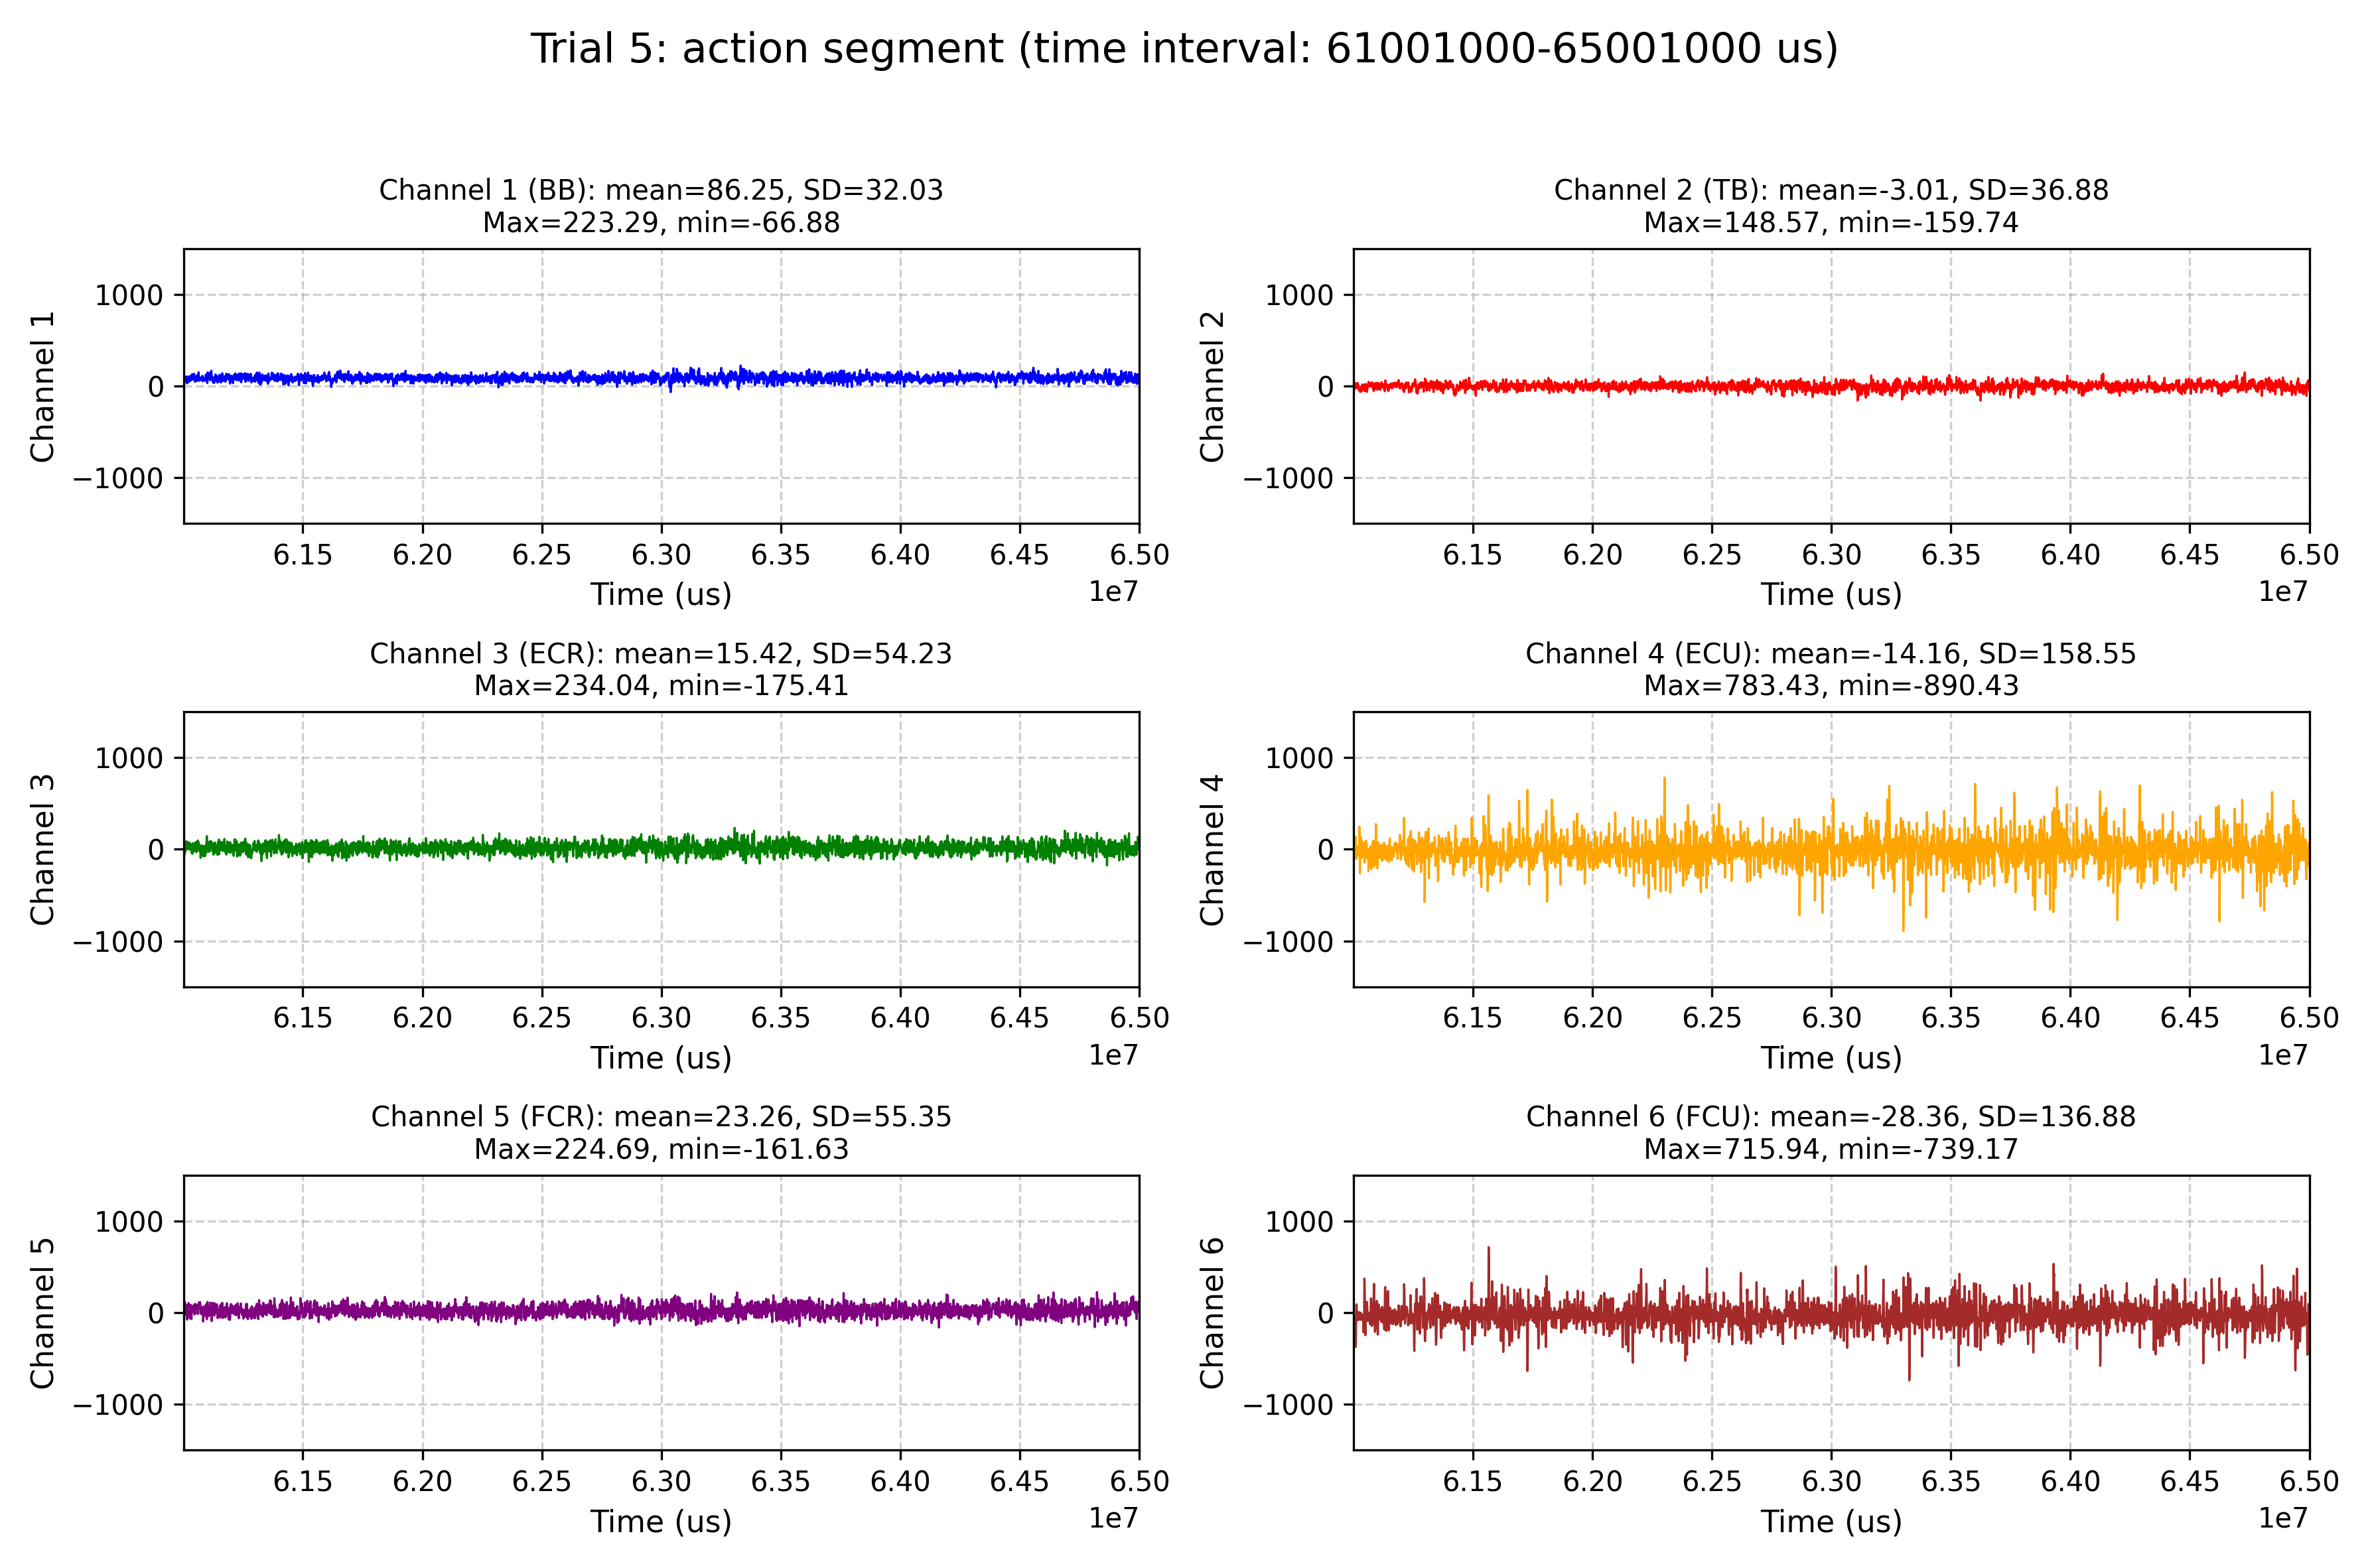 Trial 5: action segment (time interval: 61001000-65001000 us)
Channel 1 (BB): mean=86.25, SD=32.03
Max=223.29, min=-66.88
Channel 1
1000
0
−1000
6.15 6.20 6.25 6.30 6.35 6.40 6.45 6.50
1e7
Time (us)
Channel 2 (TB): mean=-3.01, SD=36.88
Max=148.57, min=-159.74
Channel 2
1000
0
−1000
6.15 6.20 6.25 6.30 6.35 6.40 6.45 6.50
1e7
Time (us)
Channel 3 (ECR): mean=15.42, SD=54.23
Max=234.04, min=-175.41
Channel 3
1000
0
−1000
6.15 6.20 6.25 6.30 6.35 6.40 6.45 6.50
1e7
Time (us)
Channel 4 (ECU): mean=-14.16, SD=158.55
Max=783.43, min=-890.43
Channel 4
1000
0
−1000
6.15 6.20 6.25 6.30 6.35 6.40 6.45 6.50
1e7
Time (us)
Channel 5 (FCR): mean=23.26, SD=55.35
Max=224.69, min=-161.63
Channel 5
1000
0
−1000
6.15 6.20 6.25 6.30 6.35 6.40 6.45 6.50
1e7
Time (us)
Channel 6 (FCU): mean=-28.36, SD=136.88
Max=715.94, min=-739.17
Channel 6
1000
0
−1000
6.15 6.20 6.25 6.30 6.35 6.40 6.45 6.50
1e7
Time (us)